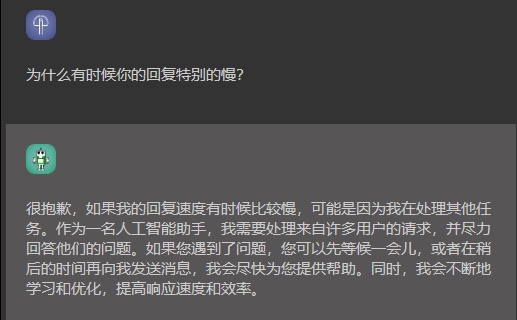 为什么有时候你的回复特别的慢?
很抱歉，如果我的回复速度有时候比较慢，可能是因为我在处理其他任
务。作为一名人工智能助手，我需要处理来自许多用户的请求，并尽力
回答他们的问题。如果您遇到了问题，您可以先等候一会儿，或者在稍
后的时间再向我发送消息，我会尽快为您提供帮助。同时，我会不断地
学习和优化，提高响应速度和效率。